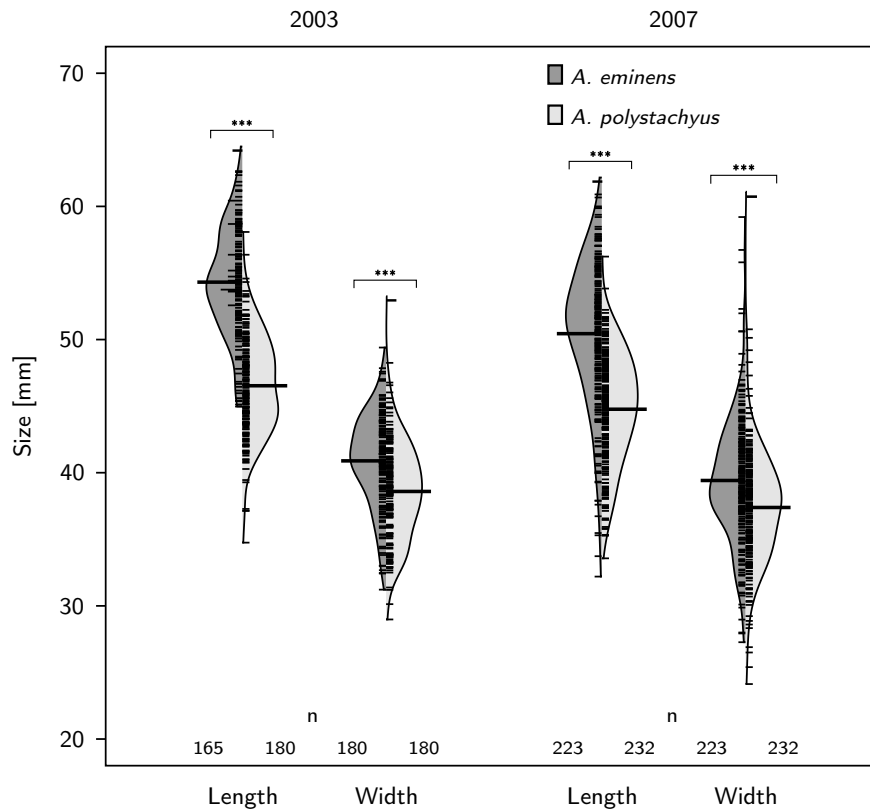 2003 2007
70
A. eminens
A. polystachyus
*** ***
*** ***
60
50
40
30
20
Size [mm]
n n
165 180 180 180 223 232 223 232
Length Width Length Width